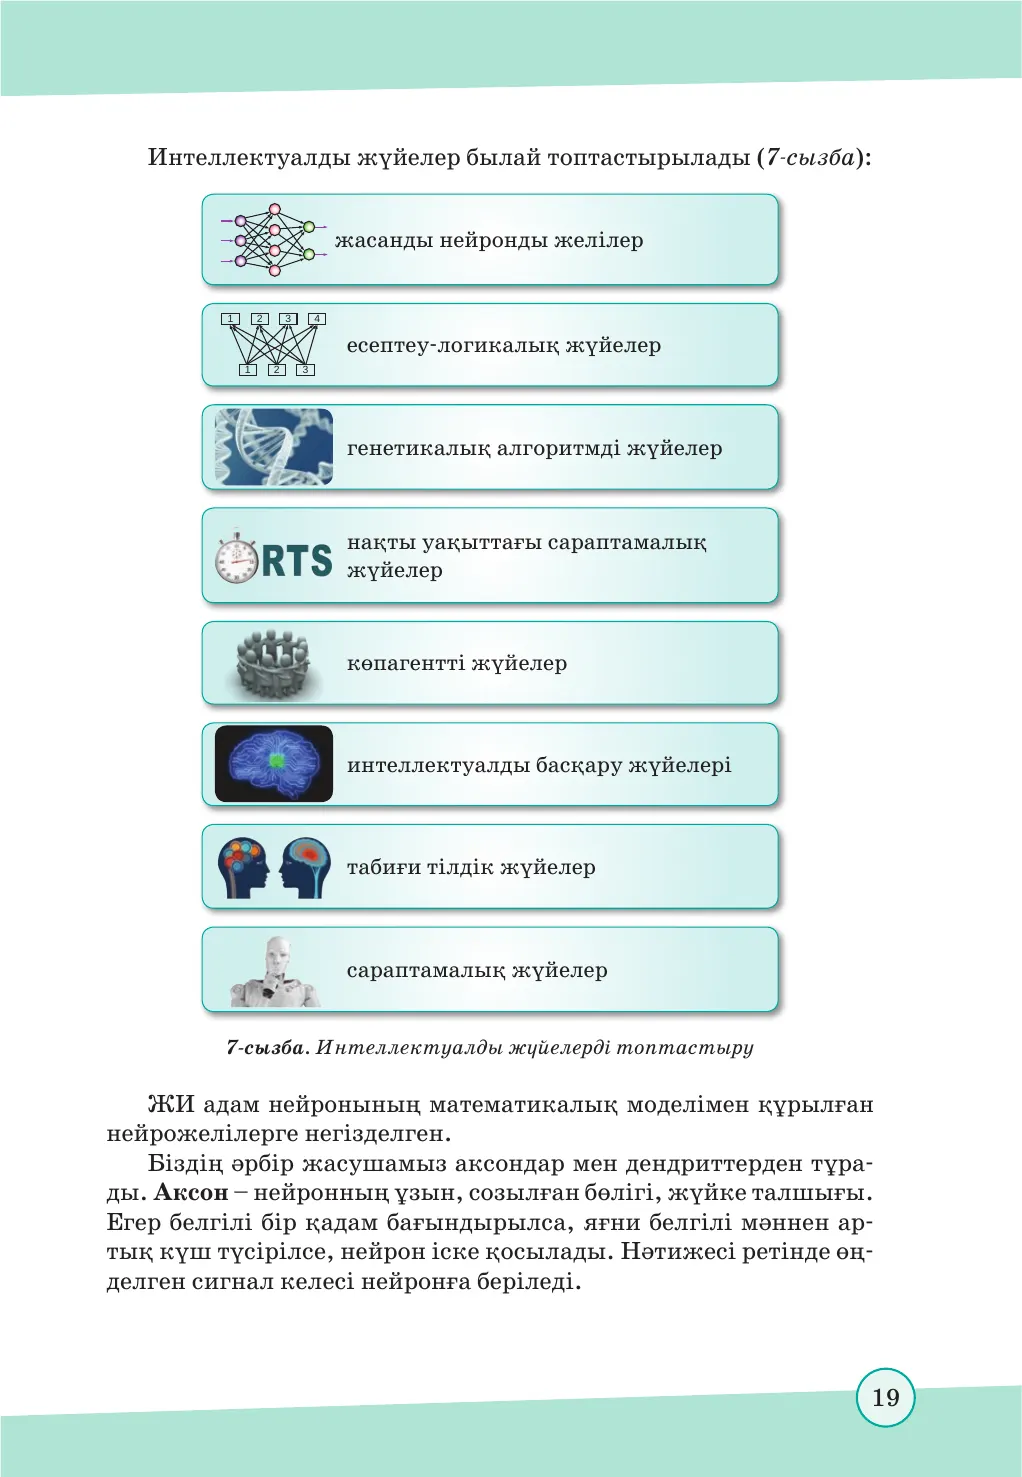 Интеллектуалды жүйелер былай топтастырылады (7-сызба):
жасанды нейронды желілер
1 2 3 4
1 2 3
есептеу-логикалық жүйелер
генетикалық алгоритмді жүйелер
RTS
нақты уақыттағы сараптамалық
жүйелер
көпагентті жүйелер
интеллектуалды басқару жүйелері
табиғи тілдік жүйелер
сараптамалық жүйелер
7-сызба. Интеллектуалды жүйелерді топтастыру
ЖИ адам нейронының математикалық моделімен құрылған
нейрожелілерге негізделген.
Біздің әрбір жасушамыз аксондар мен дендриттерден тұра-
ды. Аксон – нейронның ұзын, созылған бөлігі, жүйке талшығы.
Егер белгілі бір қадам бағындырылса, яғни белгілі мәннен ар-
тық күш түсірілсе, нейрон іске қосылады. Нәтижесі ретінде өң-
делген сигнал келесі нейронға беріледі.
19